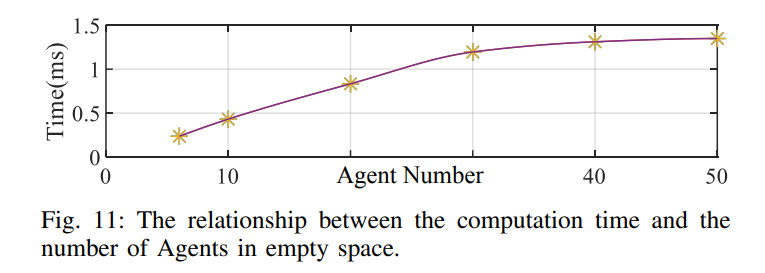 1.5
1
0.5
0
Time(ms)
0 10 Agent Number 40 50
Fig. 11: The relationship between the computation time and the
number of Agents in empty space.